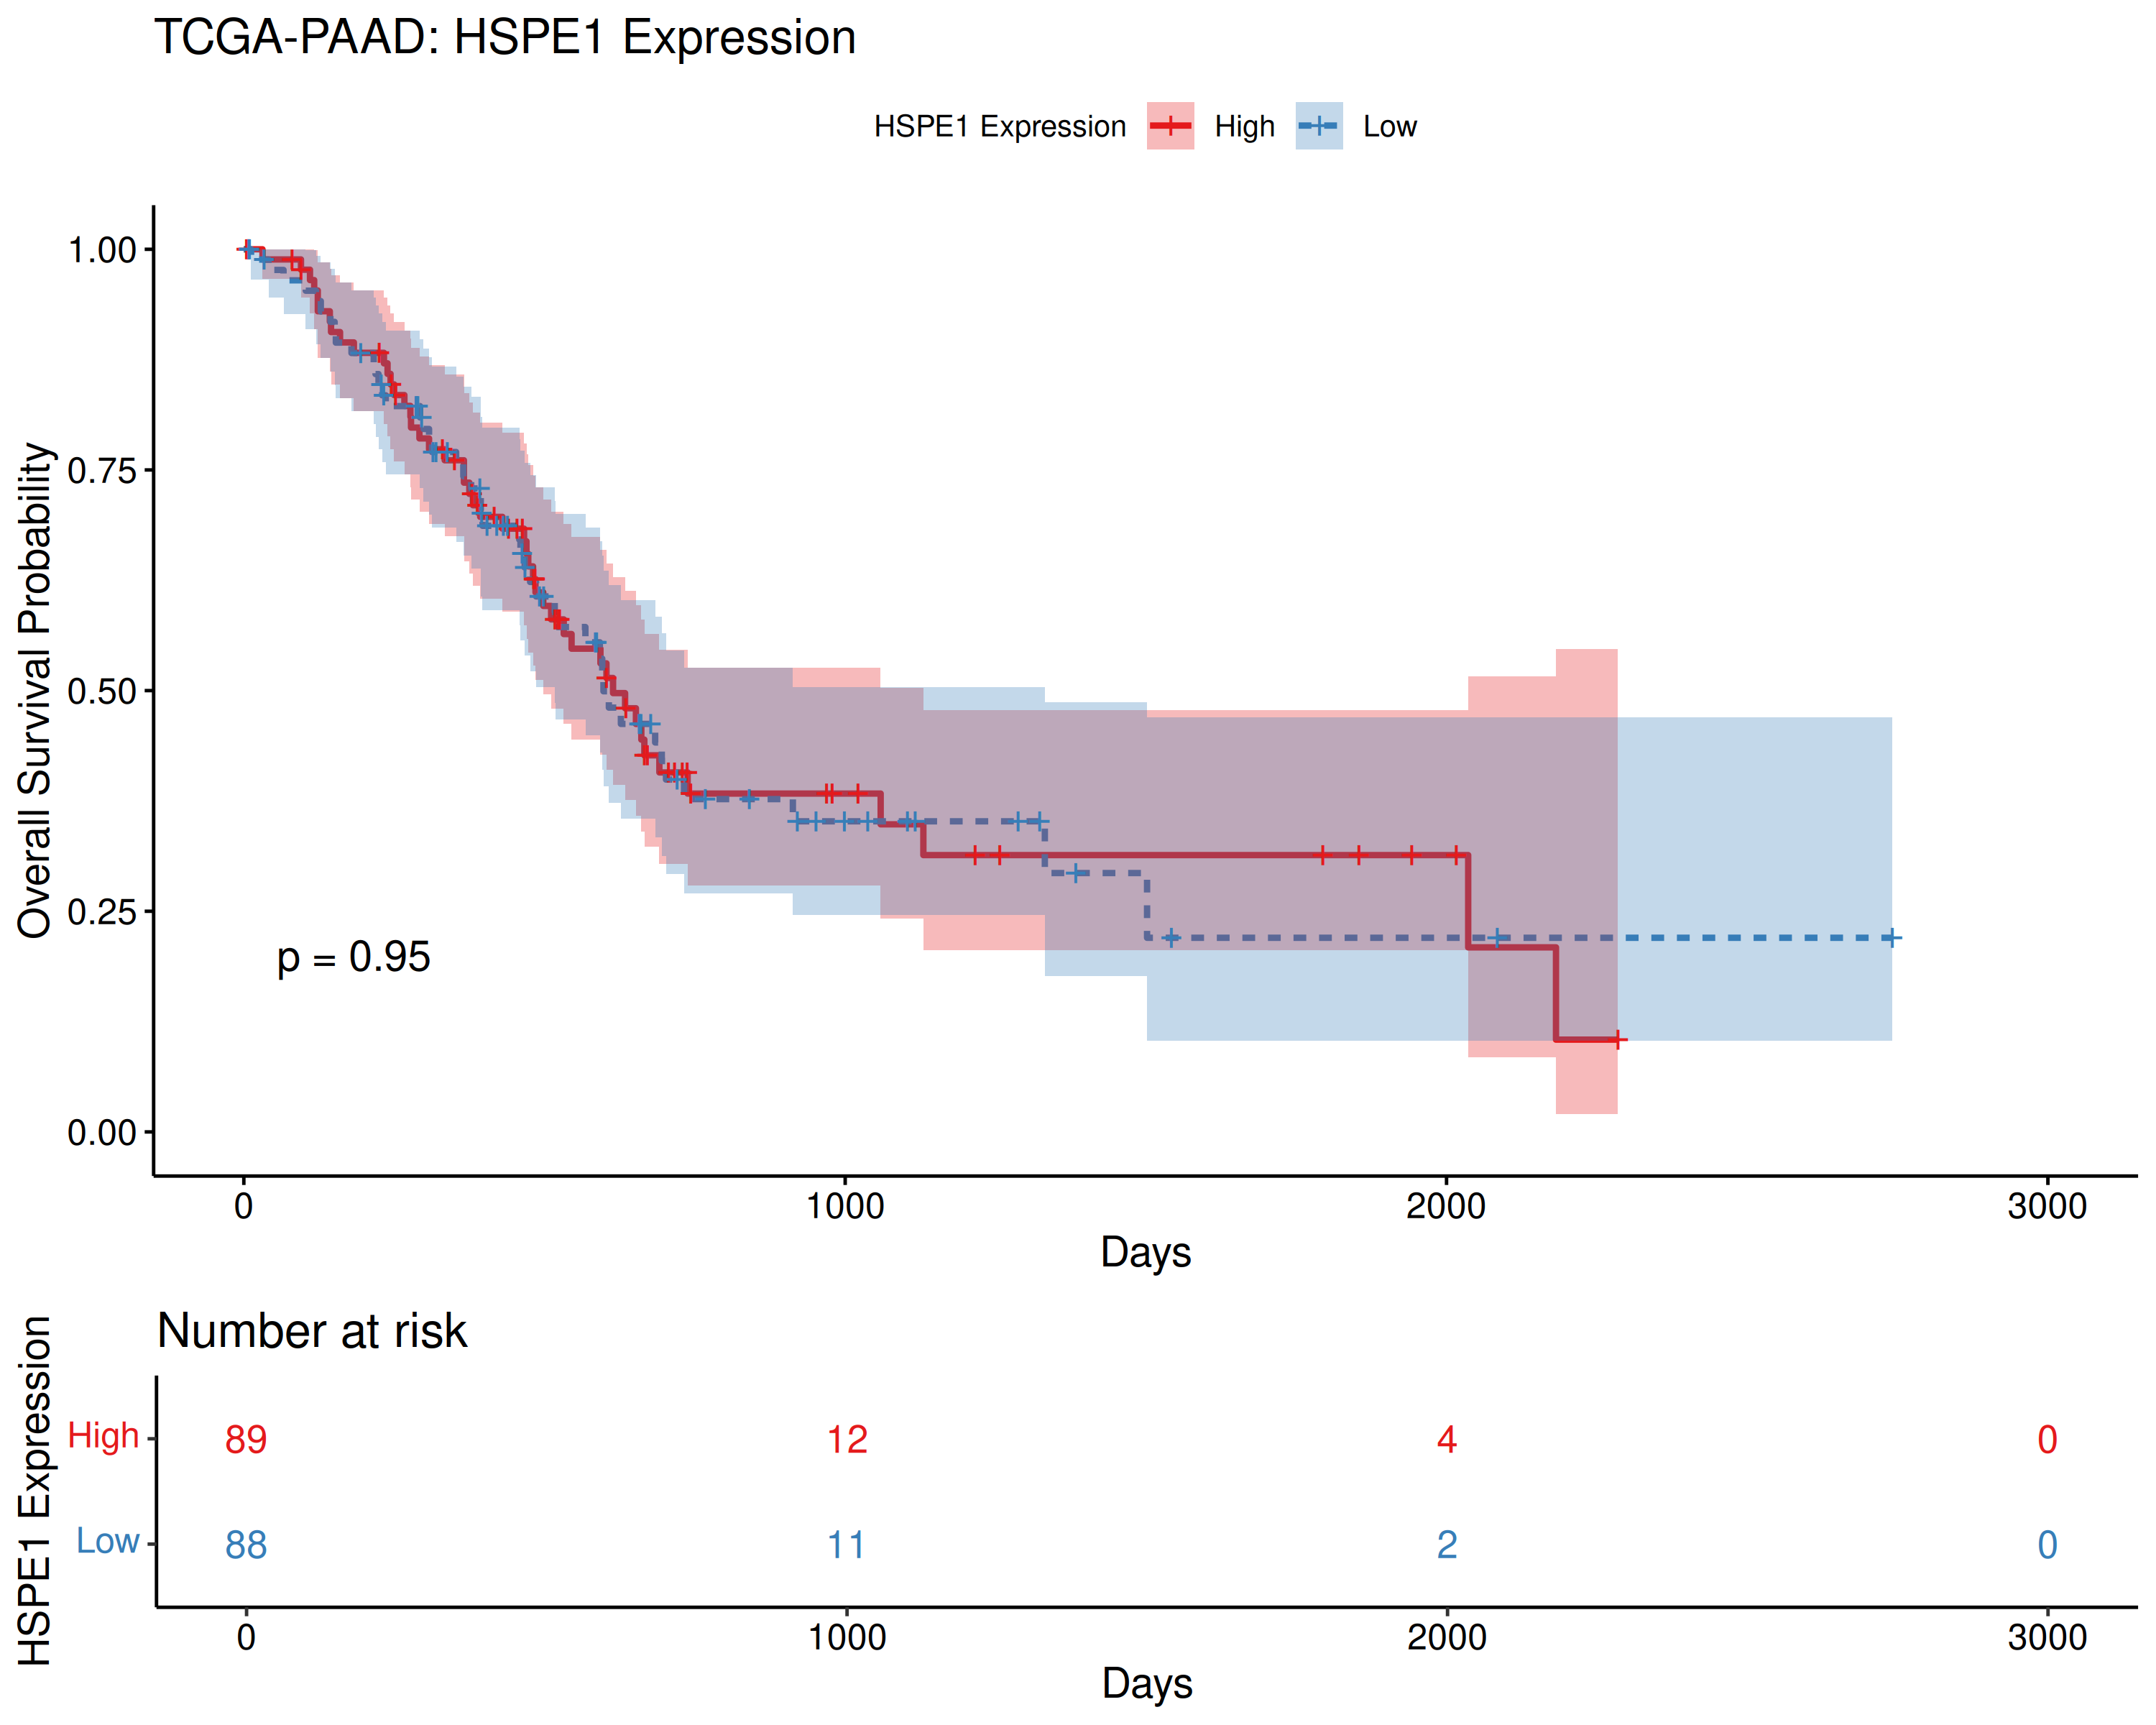 TCGA-PAAD: HSPE1 Expression
HSPE1 Expression High Low
Overall Survival Probability
1.00
0.75
0.50
0.25
0.00
p = 0.95
0 1000 2000 3000
Days
Number at risk
HSPE1 Expression
High 89 12 4 0
Low 88 11 2 0
0 1000 2000 3000
Days